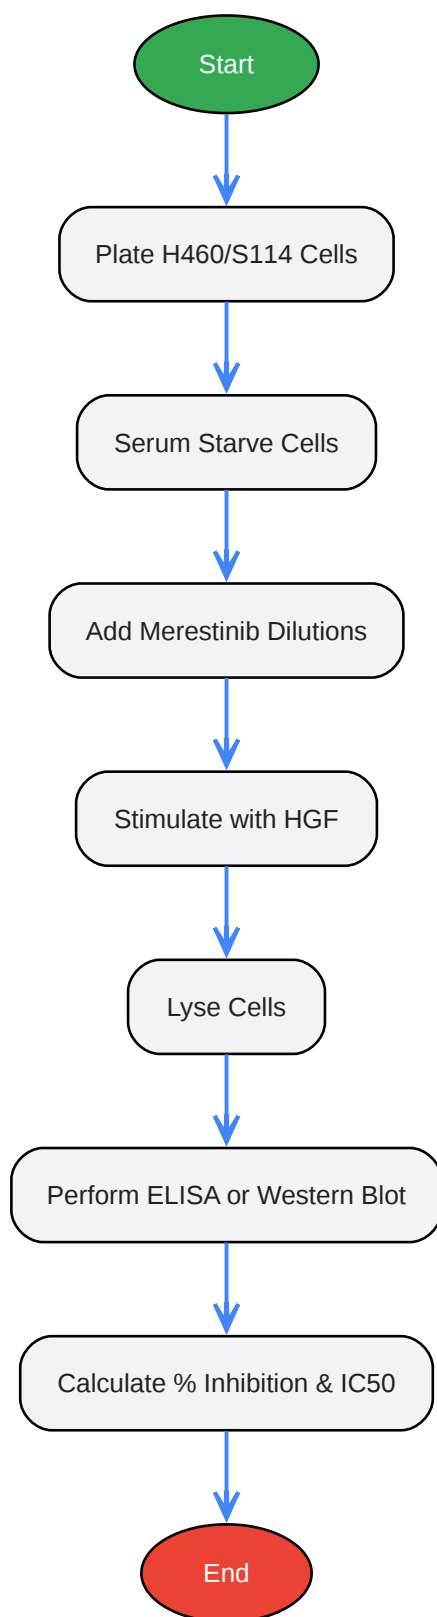 Start
Plate H460/S114 Cells
Serum Starve Cells
Add Merestinib Dilutions
Stimulate with HGF
Lyse Cells
Perform ELISA or Western Blot
Calculate % Inhibition & IC50
End